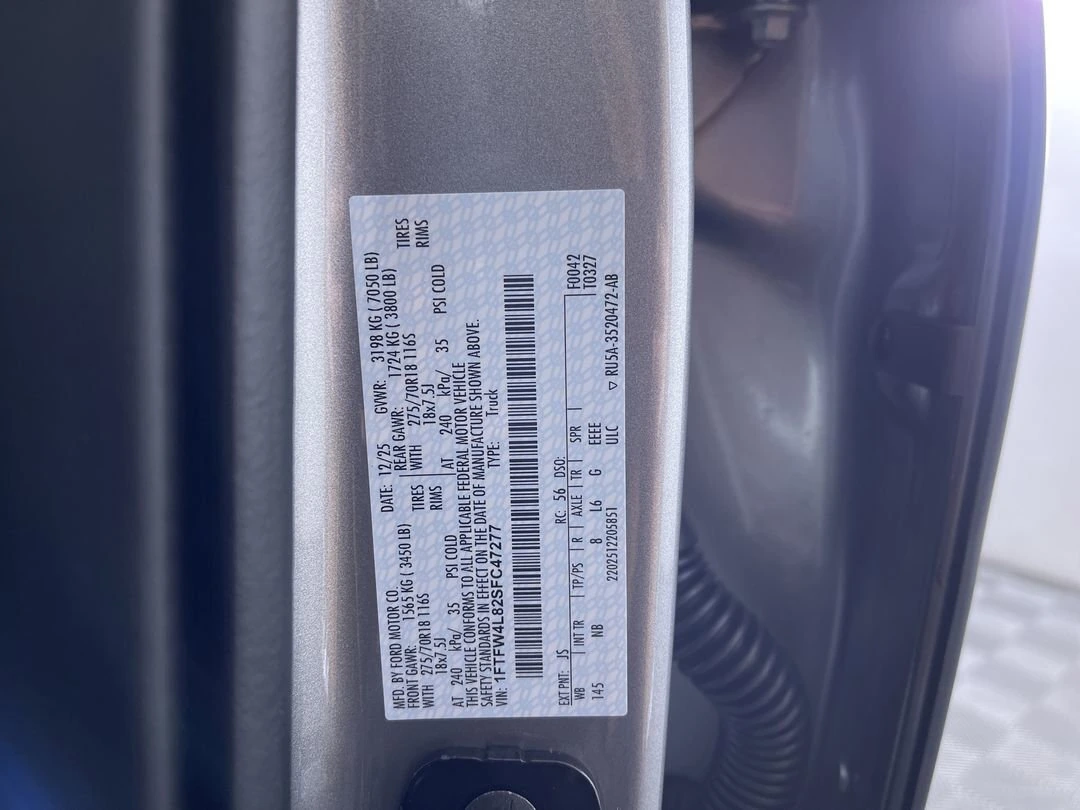 MFD. BY FORD MOTOR CO. DATE: 12/25 GVWR: 3198 KG ( 7050 LB)
FRONT GAWR: 1565 KG ( 3450 LB) REAR GAWR: 1724 KG ( 3800 LB)
WITH 275/70R18 116S TIRES WITH 275/70R18 116S TIRES
18x7.5J RIMS 18x7.5J RIMS
AT 240 kPa/ 35 PSI COLD AT 240 kPa/ 35 PSI COLD
THIS VEHICLE CONFORMS TO ALL APPLICABLE FEDERAL MOTOR VEHICLE
SAFETY STANDARDS IN EFFECT ON THE DATE OF MANUFACTURE SHOWN ABOVE.
VIN: 1FTFW4L82SFC47277 TYPE: Truck
EXT PNT: JS RC: 56 DSO: F0042
WB | INT TR | TP/PS | R | AXLE | TR | SPR T0327
145 NB 8 L6 G EEEE
2202512205851 ULC ▽ RU5A-3520472-AB